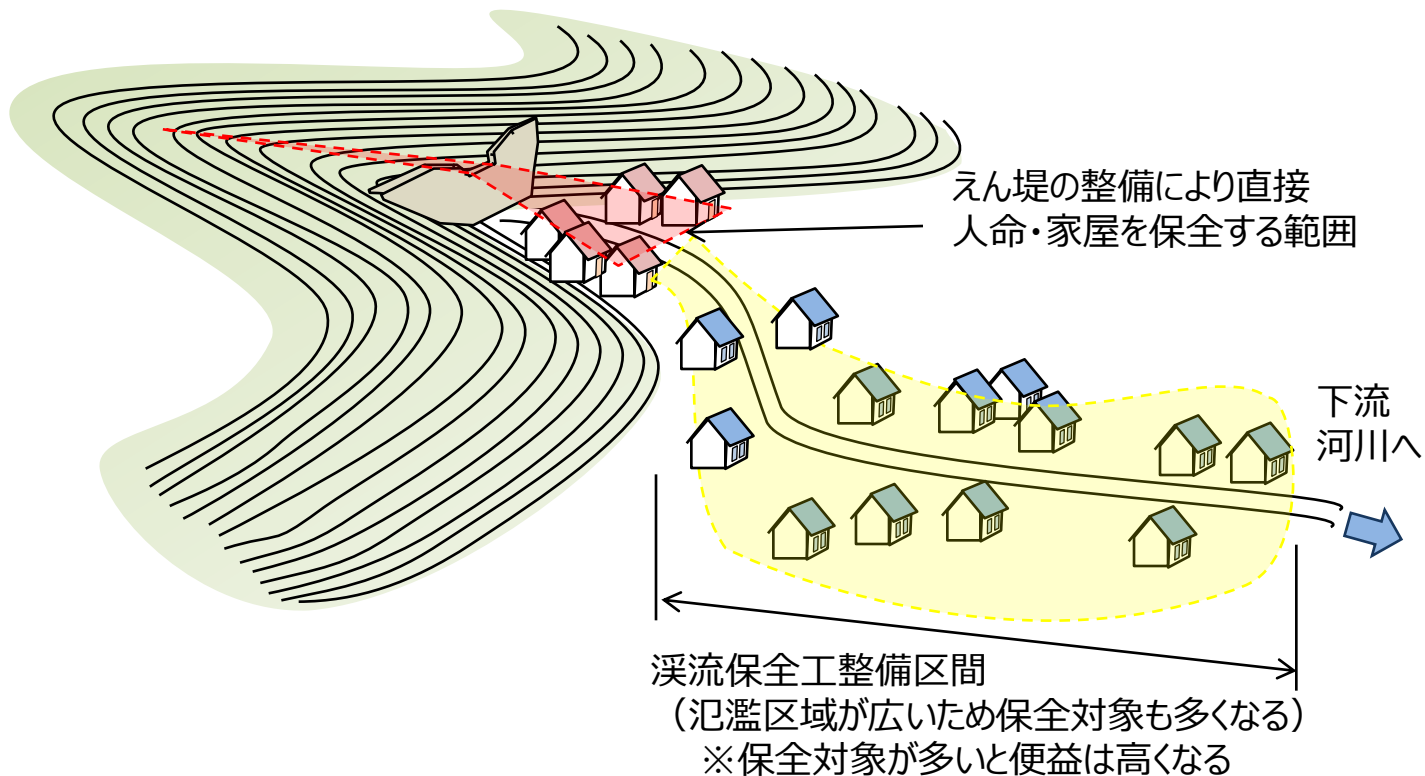 えん堤の整備により直接
人命・家屋を保全する範囲
下流
河川へ
渓流保全工整備区間
（氾濫区域が広いため保全対象も多くなる）
※保全対象が多いと便益は高くなる